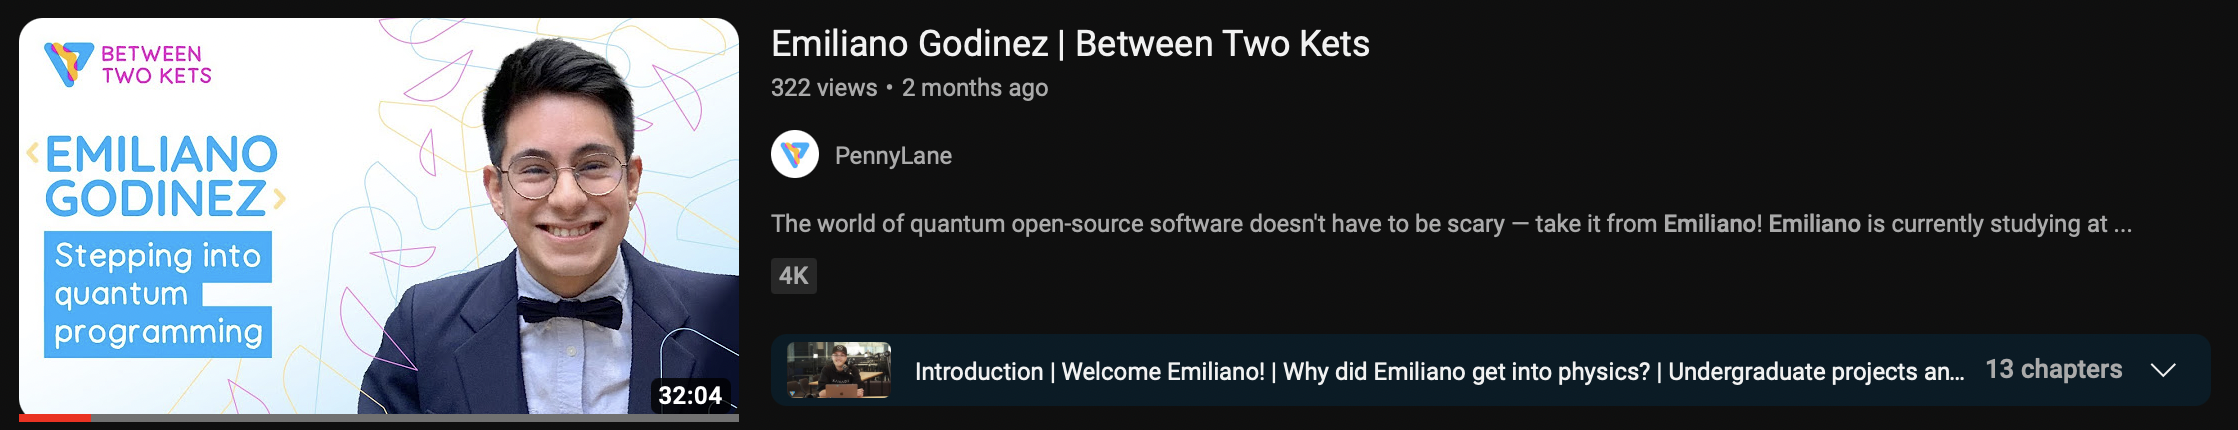 BETWEEN
TWO KETS
<EMILIANO
GODINEZ>
Stepping into
quantum
programming
32:04
Emiliano Godinez | Between Two Kets
322 views • 2 months ago
PennyLane
The world of quantum open-source software doesn't have to be scary — take it from Emiliano! Emiliano is currently studying at ...
4K
Introduction | Welcome Emiliano! | Why did Emiliano get into physics? | Undergraduate projects an...
13 chapters